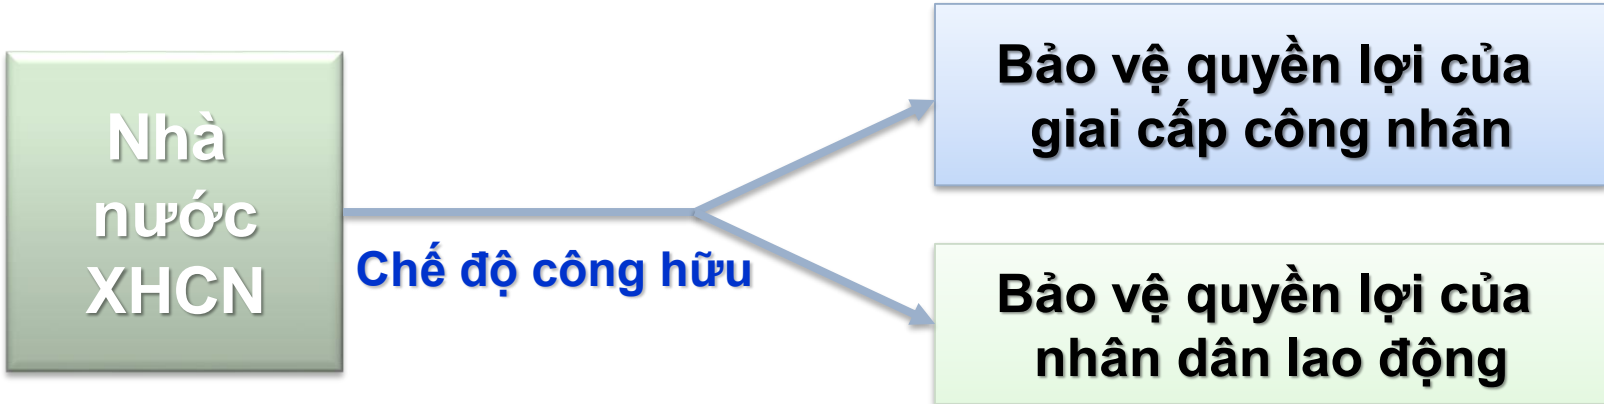 Nhà
nước
XHCN
Chế độ công hữu
Bảo vệ quyền lợi của
giai cấp công nhân
Bảo vệ quyền lợi của
nhân dân lao động